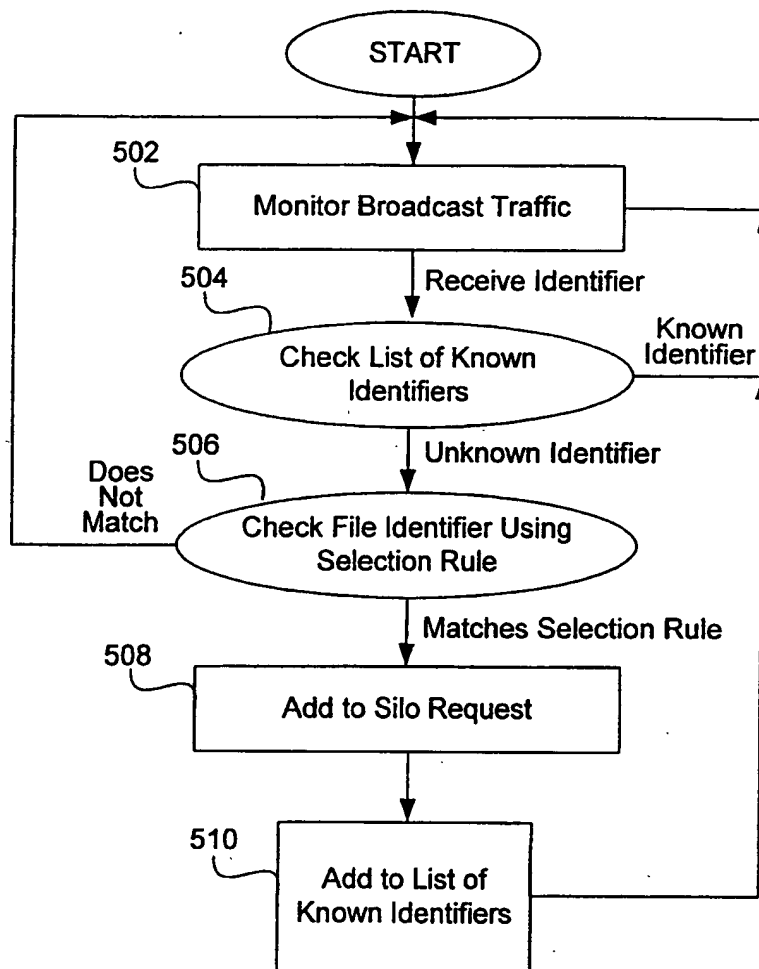 START
502
Monitor Broadcast Traffic
504
Receive Identifier
Check List of Known
Identifiers
Known
Identifier
506
Unknown Identifier
Does
Not
Match
Check File Identifier Using
Selection Rule
Matches Selection Rule
508
Add to Silo Request
510
Add to List of
Known Identifiers